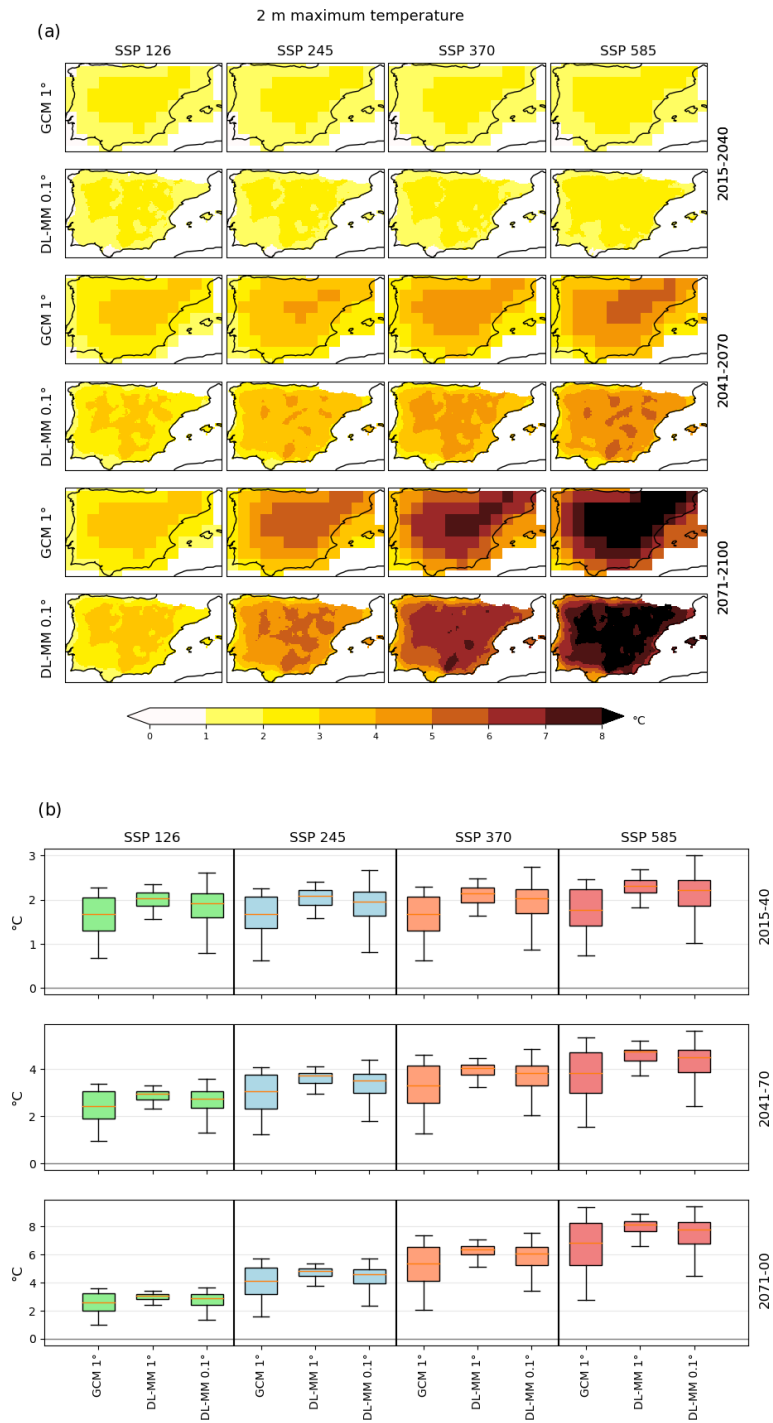 2 m maximum temperature
(a)
SSP 126 SSP 245 SSP 370 SSP 585
GCM 1°
DL-MM 0.1°
2015-2040
GCM 1°
DL-MM 0.1°
2041-2070
GCM 1°
DL-MM 0.1°
2071-2100
0 1 2 3 4 5 6 7 8 °C
(b)
SSP 126 SSP 245 SSP 370 SSP 585
3
2
1
0
°C
2015-40
4
2
0
°C
2041-70
8
6
4
2
0
°C
2071-00
GCM 1° DL-MM 1° DL-MM 0.1° GCM 1° DL-MM 1° DL-MM 0.1° GCM 1° DL-MM 1° DL-MM 0.1° GCM 1° DL-MM 1° DL-MM 0.1°